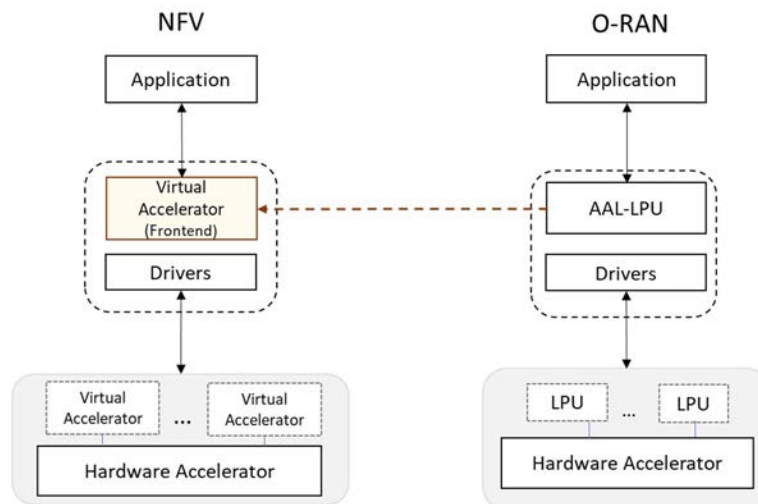 NFV
Application
Virtual
Accelerator
(Frontend)
Drivers
Virtual
Accelerator
...
Virtual
Accelerator
Hardware Accelerator
O-RAN
Application
AAL-LPU
Drivers
LPU
...
LPU
Hardware Accelerator